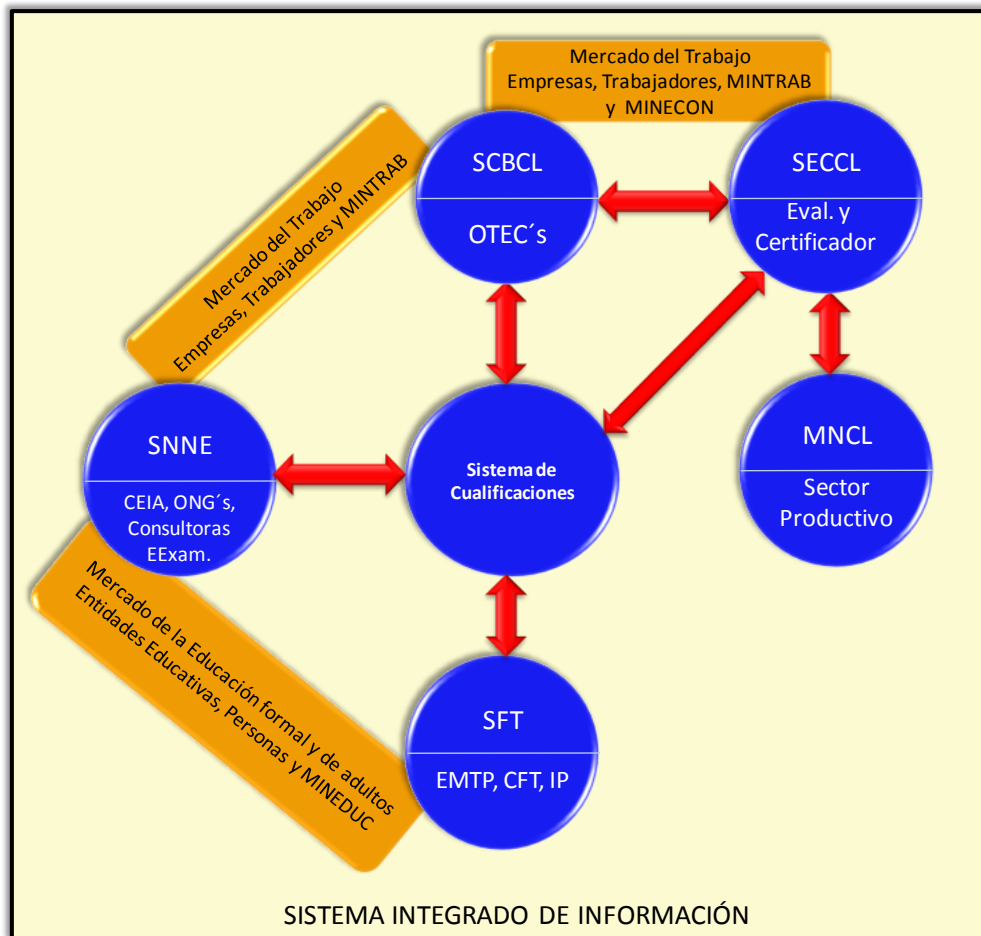 Mercado del Trabajo
Empresas, Trabajadores, MINTRAB
y MINECON
SCBCL
OTEC´s
SECCL
Eval. y
Certificador
Mercado del Trabajo
Empresas, Trabajadores y MINTRAB
SNNE
CEIA, ONG´s,
Consultoras
EExam.
Sistema de
Cualificaciones
MNCL
Sector
Productivo
Mercado de la Educación formal y de adultos
Entidades Educativas, Personas y MINEDUC
SFT
EMTP, CFT, IP
SISTEMA INTEGRADO DE INFORMACIÓN